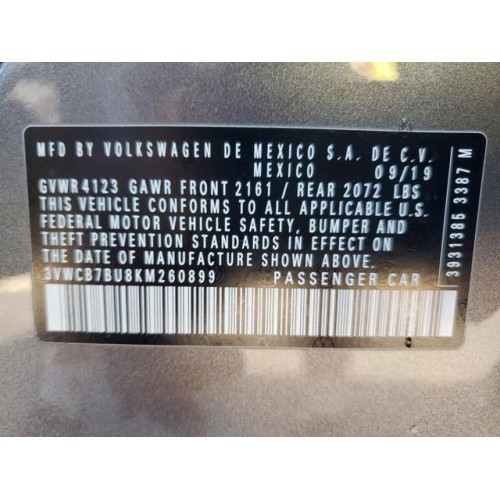 MFD BY VOLKSWAGEN DE MEXICO S.A. DE C.V.
MEXICO 09/19
GVWR4123 GAWR FRONT 2161 / REAR 2072 LBS
THIS VEHICLE CONFORMS TO ALL APPLICABLE U.S.
FEDERAL MOTOR VEHICLE SAFETY, BUMPER AND
THEFT PREVENTION STANDARDS IN EFFECT ON
THE DATE OF MANUFACTURE SHOWN ABOVE.
3VWCB7BU8KM260899 PASSENGER CAR
3931385 3387 M